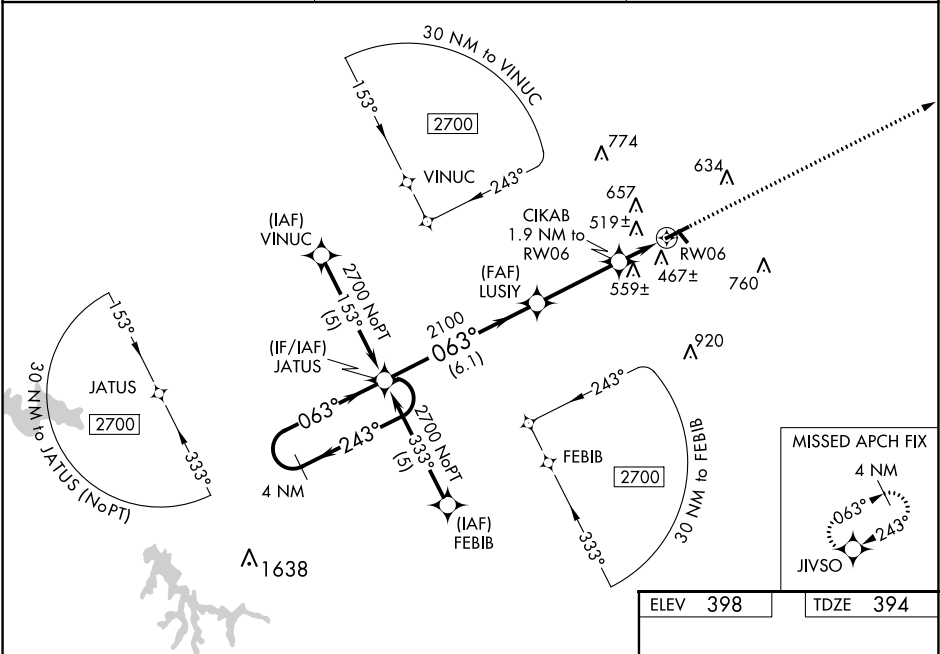 30 NM to VINUC
153°
2700
VINUC
243°
774
634
657
519±
CIKAB
1.9 NM to
RW06
RW06
467±
559±
760
(FAF)
LUSIY
(IAF)
VINUC
2700 NoPT
153°
(5)
2100
063°
(6.1)
(IF/IAF)
JATUS
153°
JATUS
2700
333°
30 NM to JATUS (NoPT)
063°
243°
4 NM
2700 NoPT
333°
(5)
(IAF)
FEBIB
920
243°
FEBIB
2700
333°
30 NM to FEBIB
1638
MISSED APCH FIX
4 NM
063°
243°
JIVSO
ELEV 398
TDZE 394